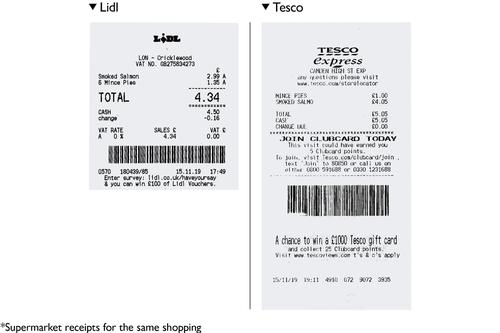 ▼ Lidl
LiDL
LON - Cricklewood
VAT NO. GB275834273
£
Smoked Salmon 2.99 A
6 Mince Pies 1.35 A
TOTAL 4.34
CASH 4.50
change -0.16
VAT RATE SALES £ VAT £
A 0 % 4.34 0.00
0570 180439/85 15.11.19 17:49
Enter survey: lidl.co.uk/haveyoursay
& you can win £100 of Lidl Vouchers.
▼ Tesco
TESCO
express
CAMDEN HIGH ST EXP
any questions please visit
www.tesco.com/storelocator
MINCE PIES £1.00
SMOKED SALMO £4.05
TOTAL £5.05
CASH £5.05
CHANGE DUE £0.00
JOIN CLUBCARD TODAY
This visit could have earned you
5 Clubcard points.
To join, visit Tesco.com/clubcard/join,
text 'Join' to 80850 or call us on
either 0800 591688 or 0330 1231688
A chance to win a £1000 Tesco gift card
and collect 25 Clubcard points.
Visit www.tescoviews.com t's & c's apply
15/11/19 19:11 4910 072 9072 3935
*Supermarket receipts for the same shopping